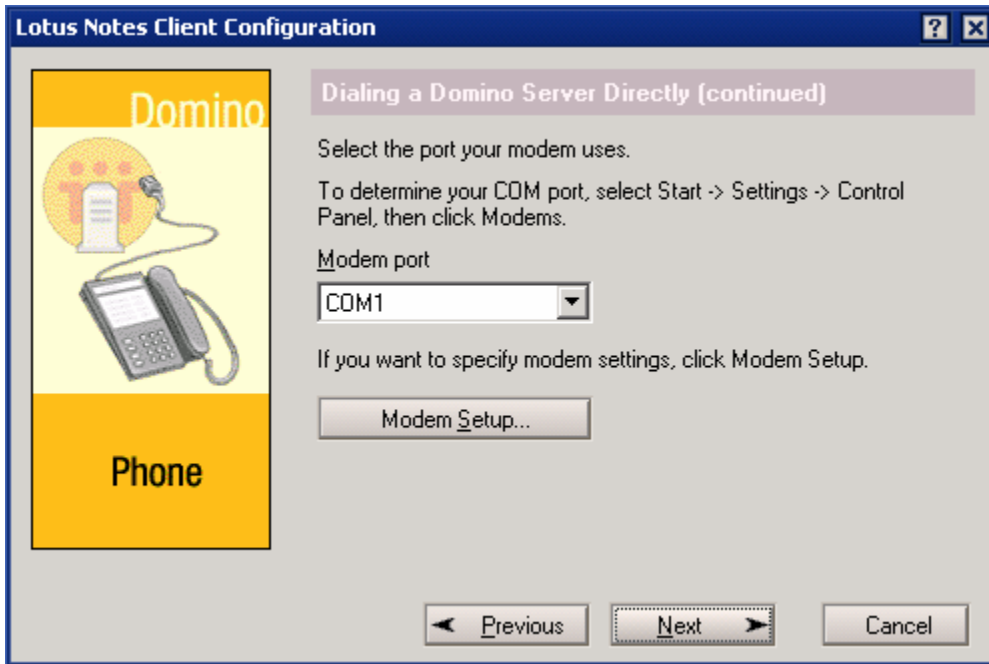 Lotus Notes Client Configuration
Domino
Phone
Dialing a Domino Server Directly (continued)
Select the port your modem uses.
To determine your COM port, select Start -> Settings -> Control
Panel, then click Modems.
Modem port
COM1
If you want to specify modem settings, click Modem Setup.
Modem Setup...
Previous
Next
Cancel